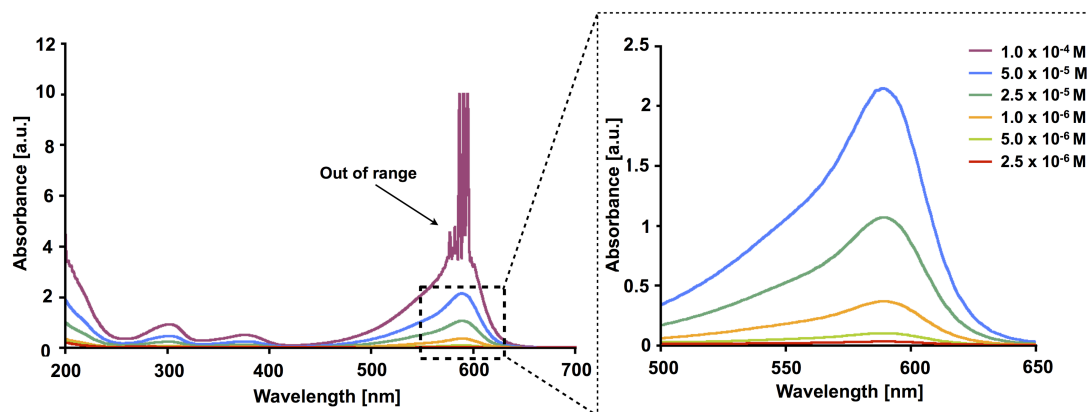 12
10
8
6
4
2
0
Absorbance [a.u.]
Out of range
200
300
400
500
600
700
Wavelength [nm]
2.5
2
1.5
1
0.5
0
Absorbance [a.u.]
500
550
600
650
Wavelength [nm]
1.0 x 10⁻⁴ M
5.0 x 10⁻⁵ M
2.5 x 10⁻⁵ M
1.0 x 10⁻⁶ M
5.0 x 10⁻⁶ M
2.5 x 10⁻⁶ M